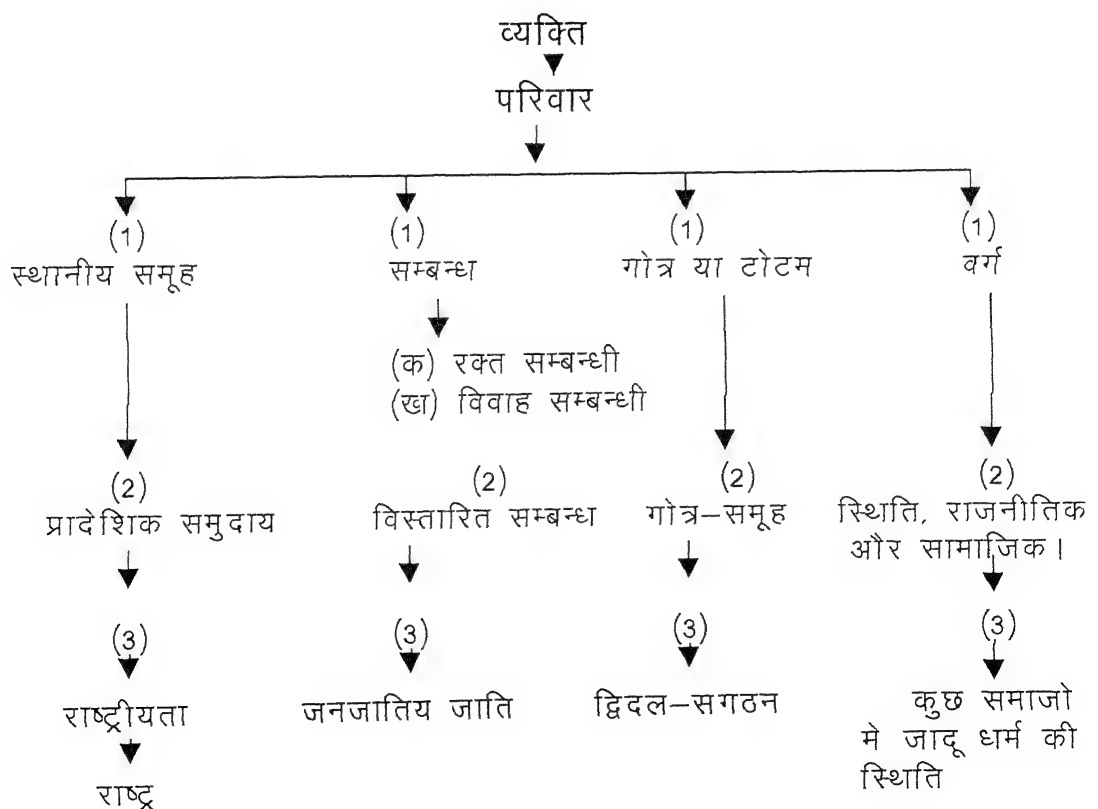 व्यक्ति
परिवार
(1)
स्थानीय समूह
(1)
सम्बन्ध
(1)
गोत्र या टोटम
(1)
वर्ग
(क) रक्त सम्बन्धी
(ख) विवाह सम्बन्धी
(2)
प्रादेशिक समुदाय
(2)
विस्तारित सम्बन्ध
(2)
गोत्र–समूह
(2)
स्थिति, राजनीतिक
और सामाजिक।
(3)
राष्ट्रीयता
(3)
जनजातिय जाति
(3)
द्विदल–सगठन
(3)
कुछ समाजो
मे जादू धर्म की
स्थिति
राष्ट्र